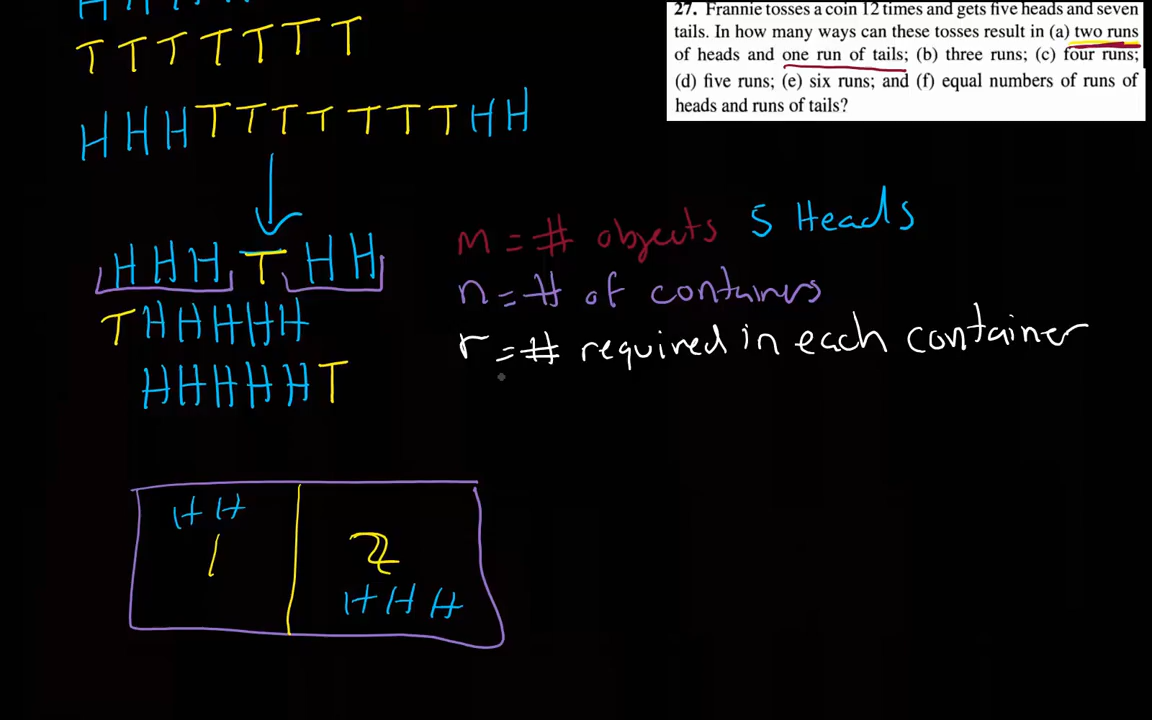 27. Frannie tosses a coin 12 times and gets five heads and seven
tails. In how many ways can these tosses result in (a) two runs
of heads and one run of tails; (b) three runs; (c) four runs;
(d) five runs; (e) six runs; and (f) equal numbers of runs of
heads and runs of tails?
T T T T T T T
H H H T T T T T T T H H
H H H T H H
T H H H H H
H H H H H T
m = # objects 5 Heads
n = # of containers
r = # required in each container
H H
1
2
H H H